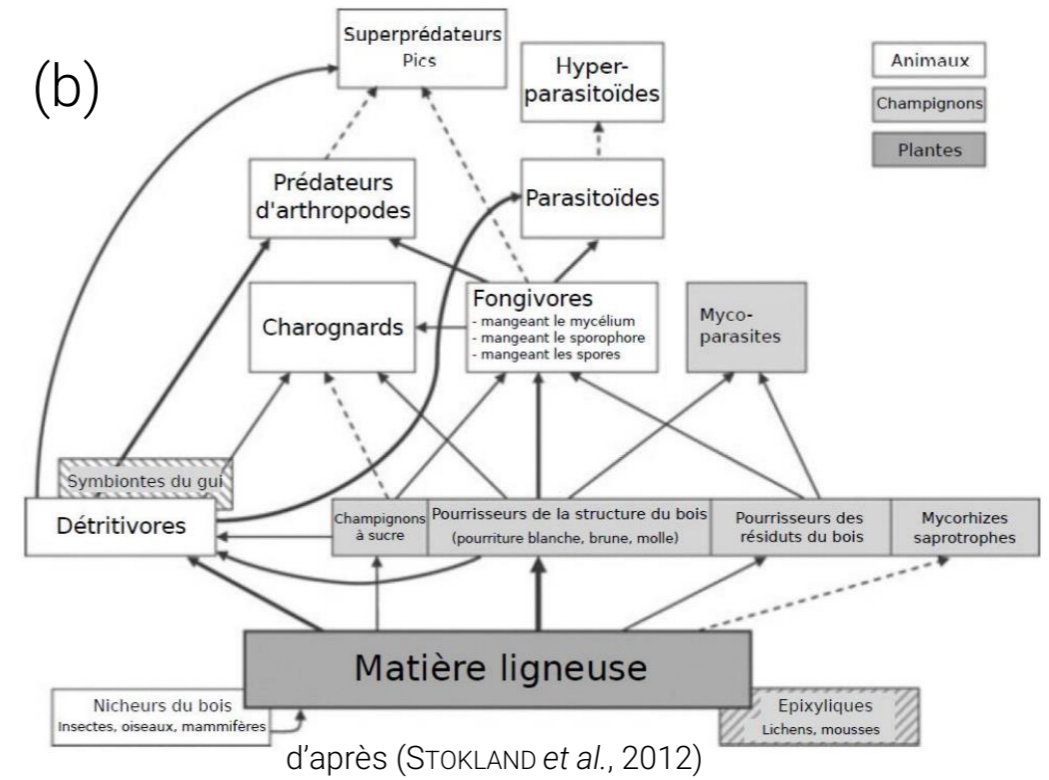 (b)
Superprédateurs
Pics
Hyper-
parasitoïdes
Animaux
Champignons
Plantes
Prédateurs
d'arthropodes
Parasitoïdes
Charognards
Fongivores
- mangeant le mycélium
- mangeant le sporophore
- mangeant les spores
Myco-
parasites
Symbiontes du gui
Détritivores
Champignons
à sucre
Pourrisseurs de la structure du bois
(pourriture blanche, brune, molle)
Pourrisseurs des
résiduts du bois
Mycorhizes
saprotrophes
Matière ligneuse
Nicheurs du bois
Insectes, oiseaux, mammifères
Epixyliques
Lichens, mousses
d'après (STOKLAND et al., 2012)